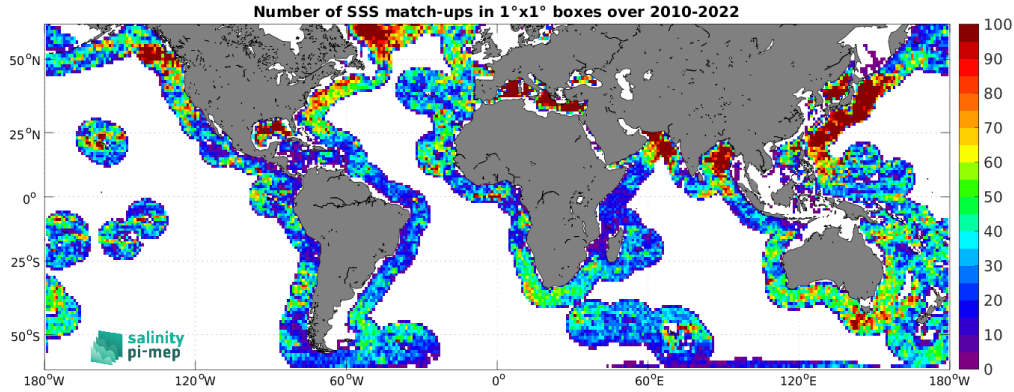 Number of SSS match-ups in 1°x1° boxes over 2010-2022
100
90
80
70
60
50
40
30
20
10
0
50°N
25°N
0°
25°S
50°S
salinity
pi-mep
180°W
120°W
60°W
0°
60°E
120°E
180°W